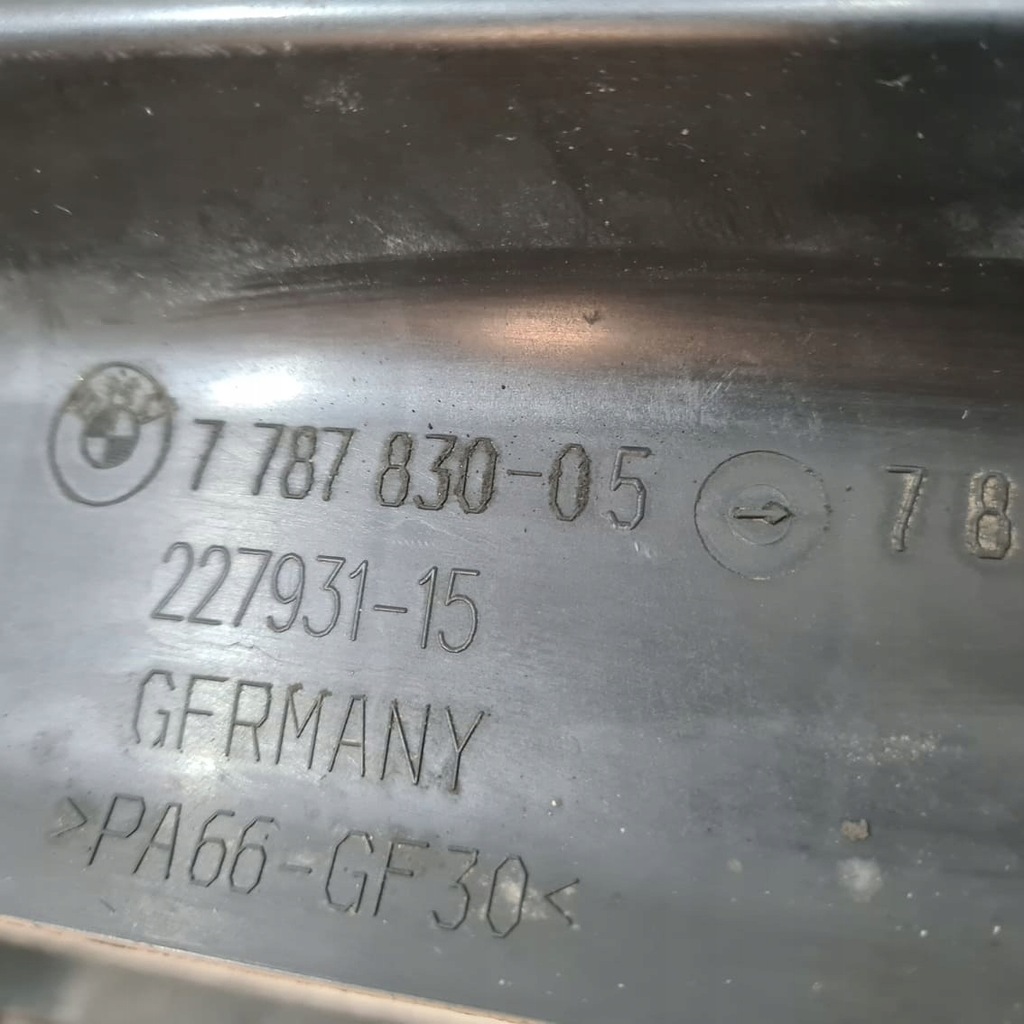 7 787 830-05 78
227931-15
GERMANY
>PA66-GF30<